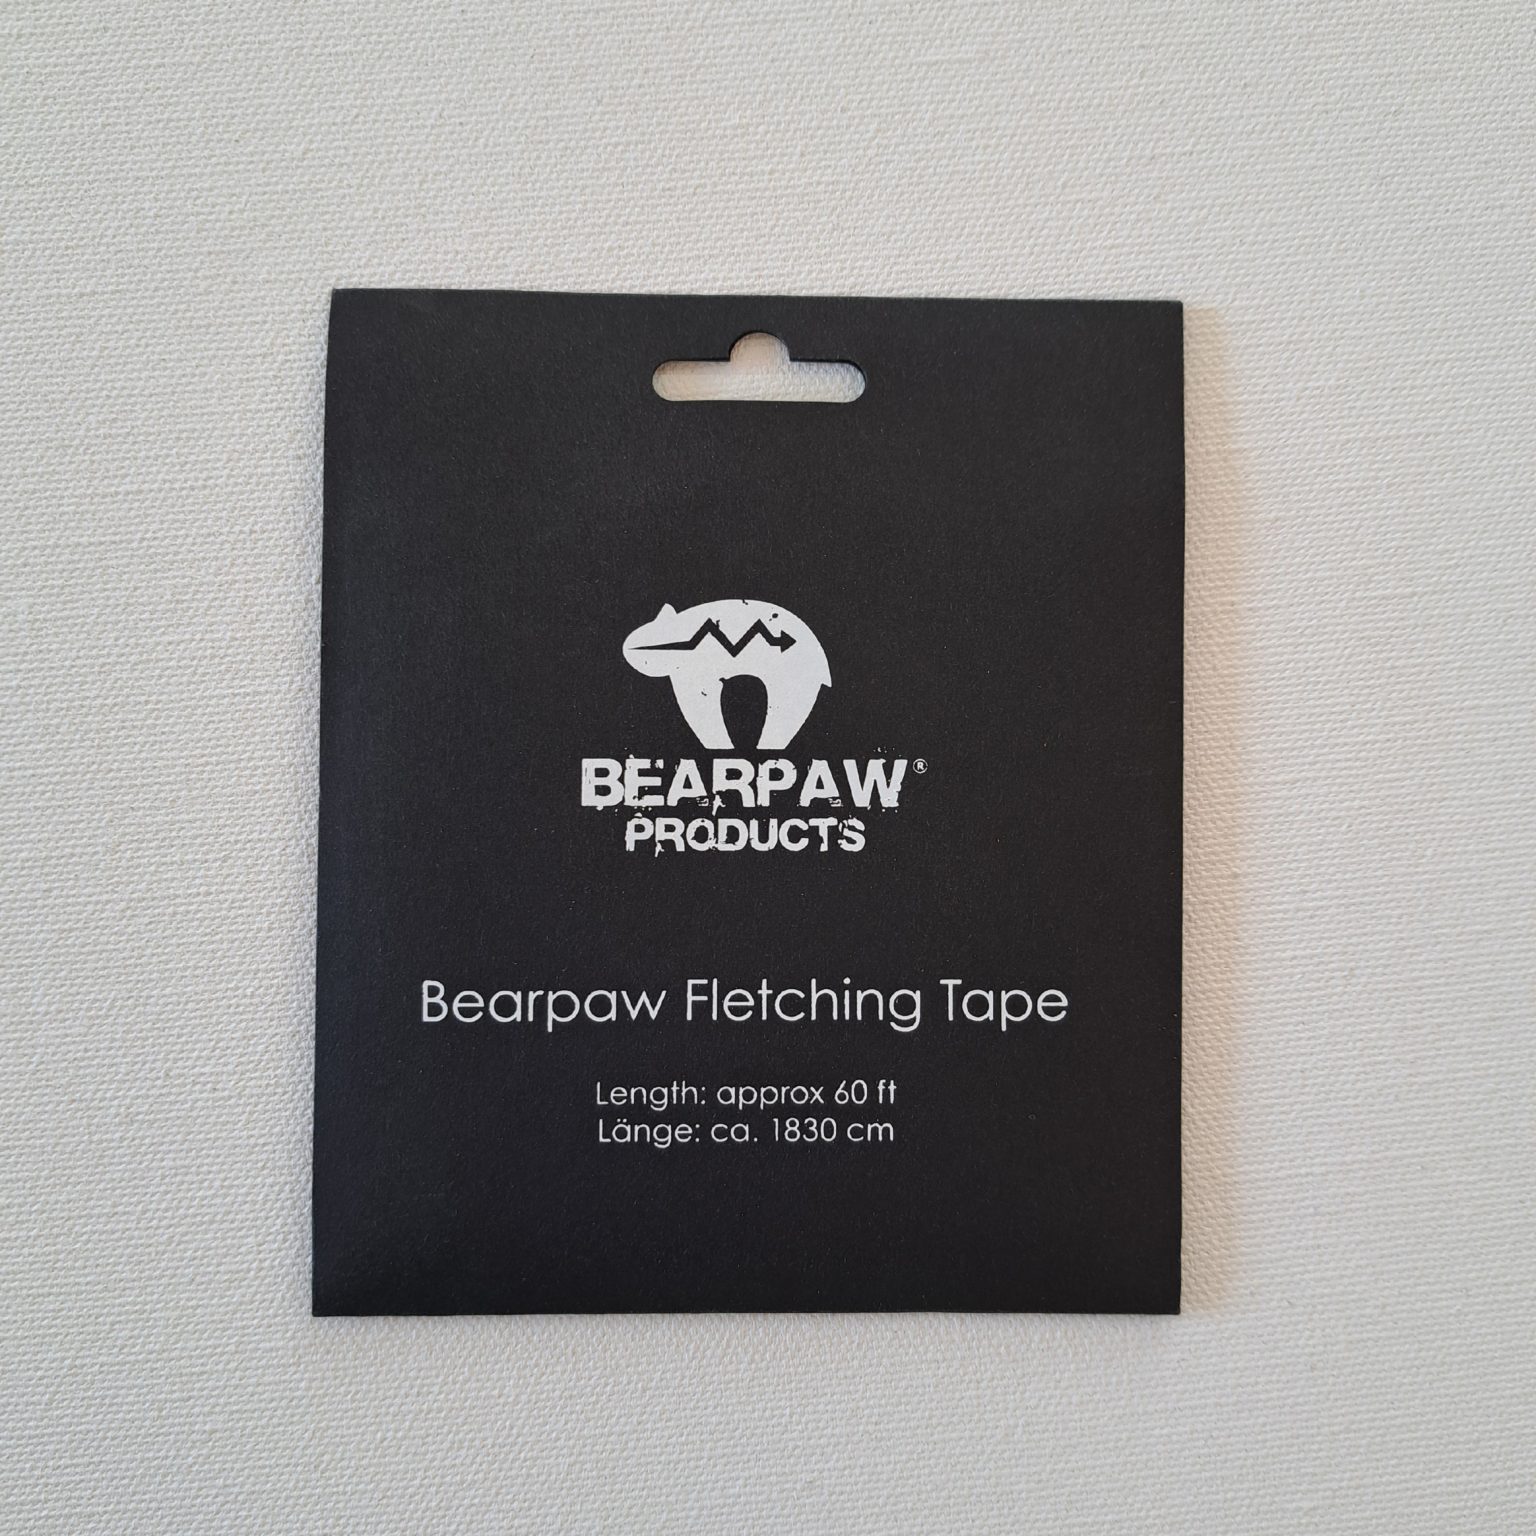 BEARPAW®
PRODUCTS
Bearpaw Fletching Tape
Length: approx 60 ft
Länge: ca. 1830 cm